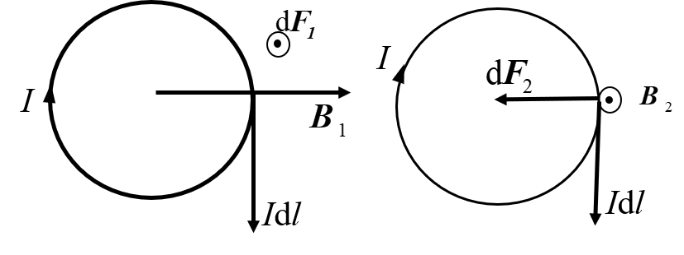 dF₁
I
B₁
Idl
I
dF₂
B₂
Idl